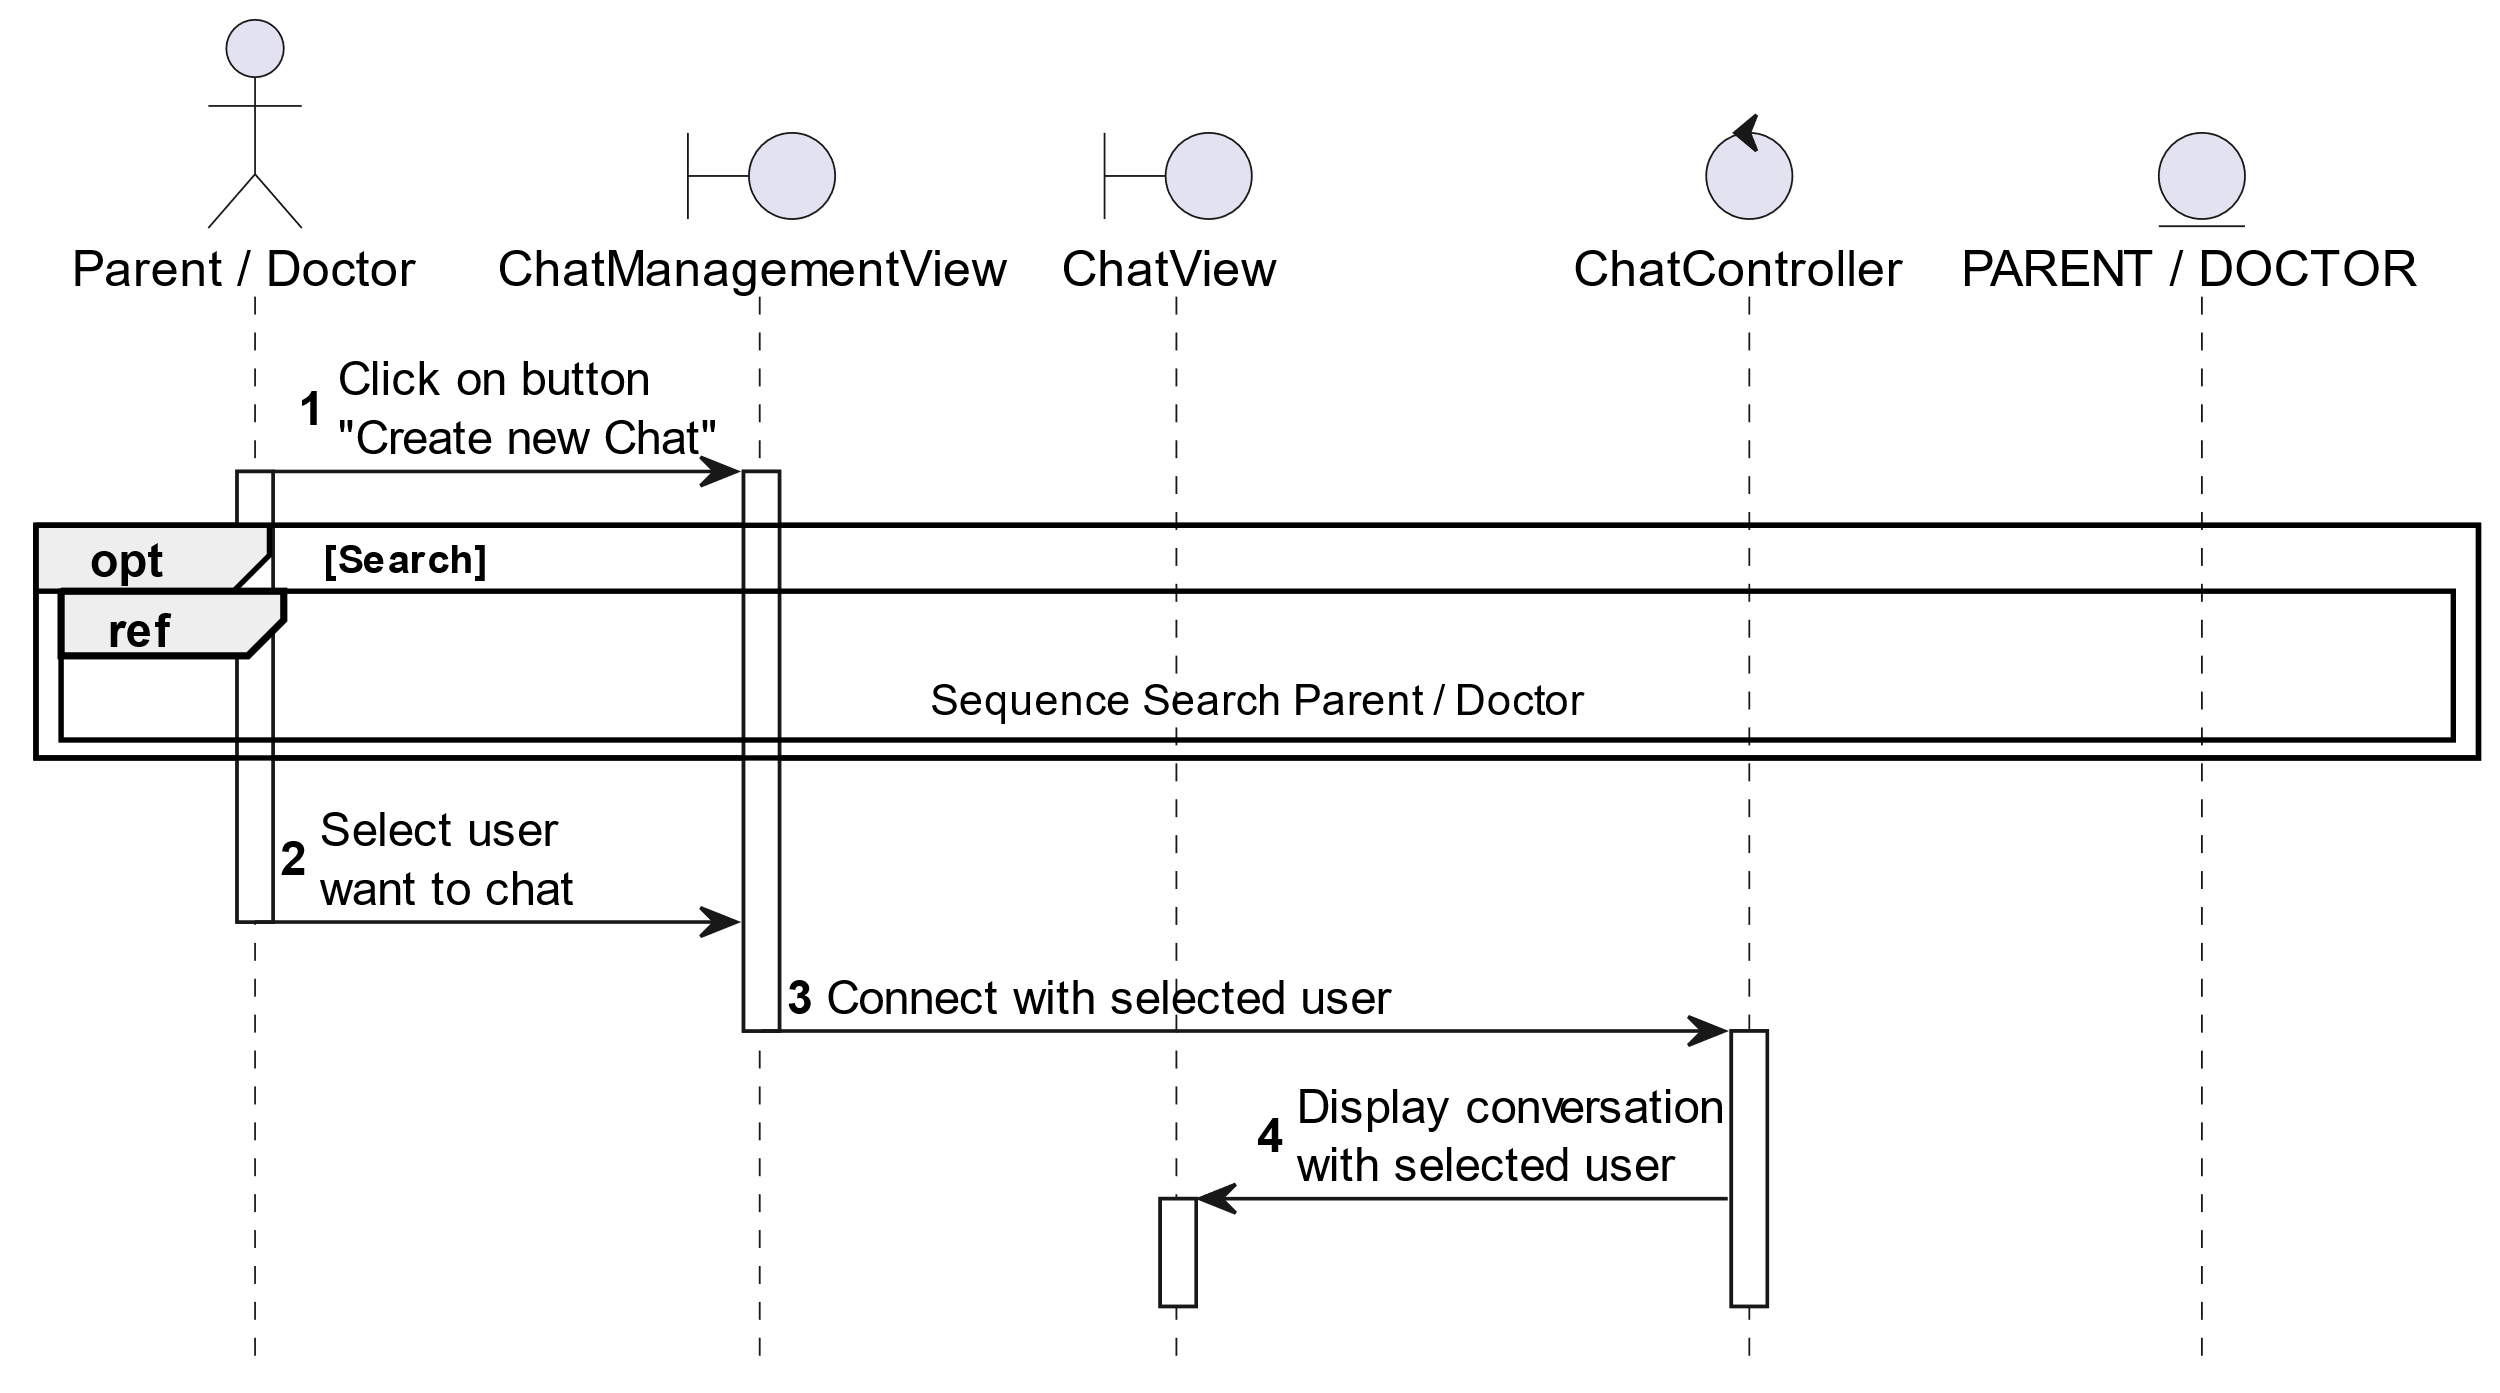 Parent / Doctor
ChatManagementView
ChatView
ChatController
PARENT / DOCTOR
1 Click on button
"Create new Chat"
opt [Search]
ref
Sequence Search Parent / Doctor
2 Select user
want to chat
3 Connect with selected user
4 Display conversation
with selected user